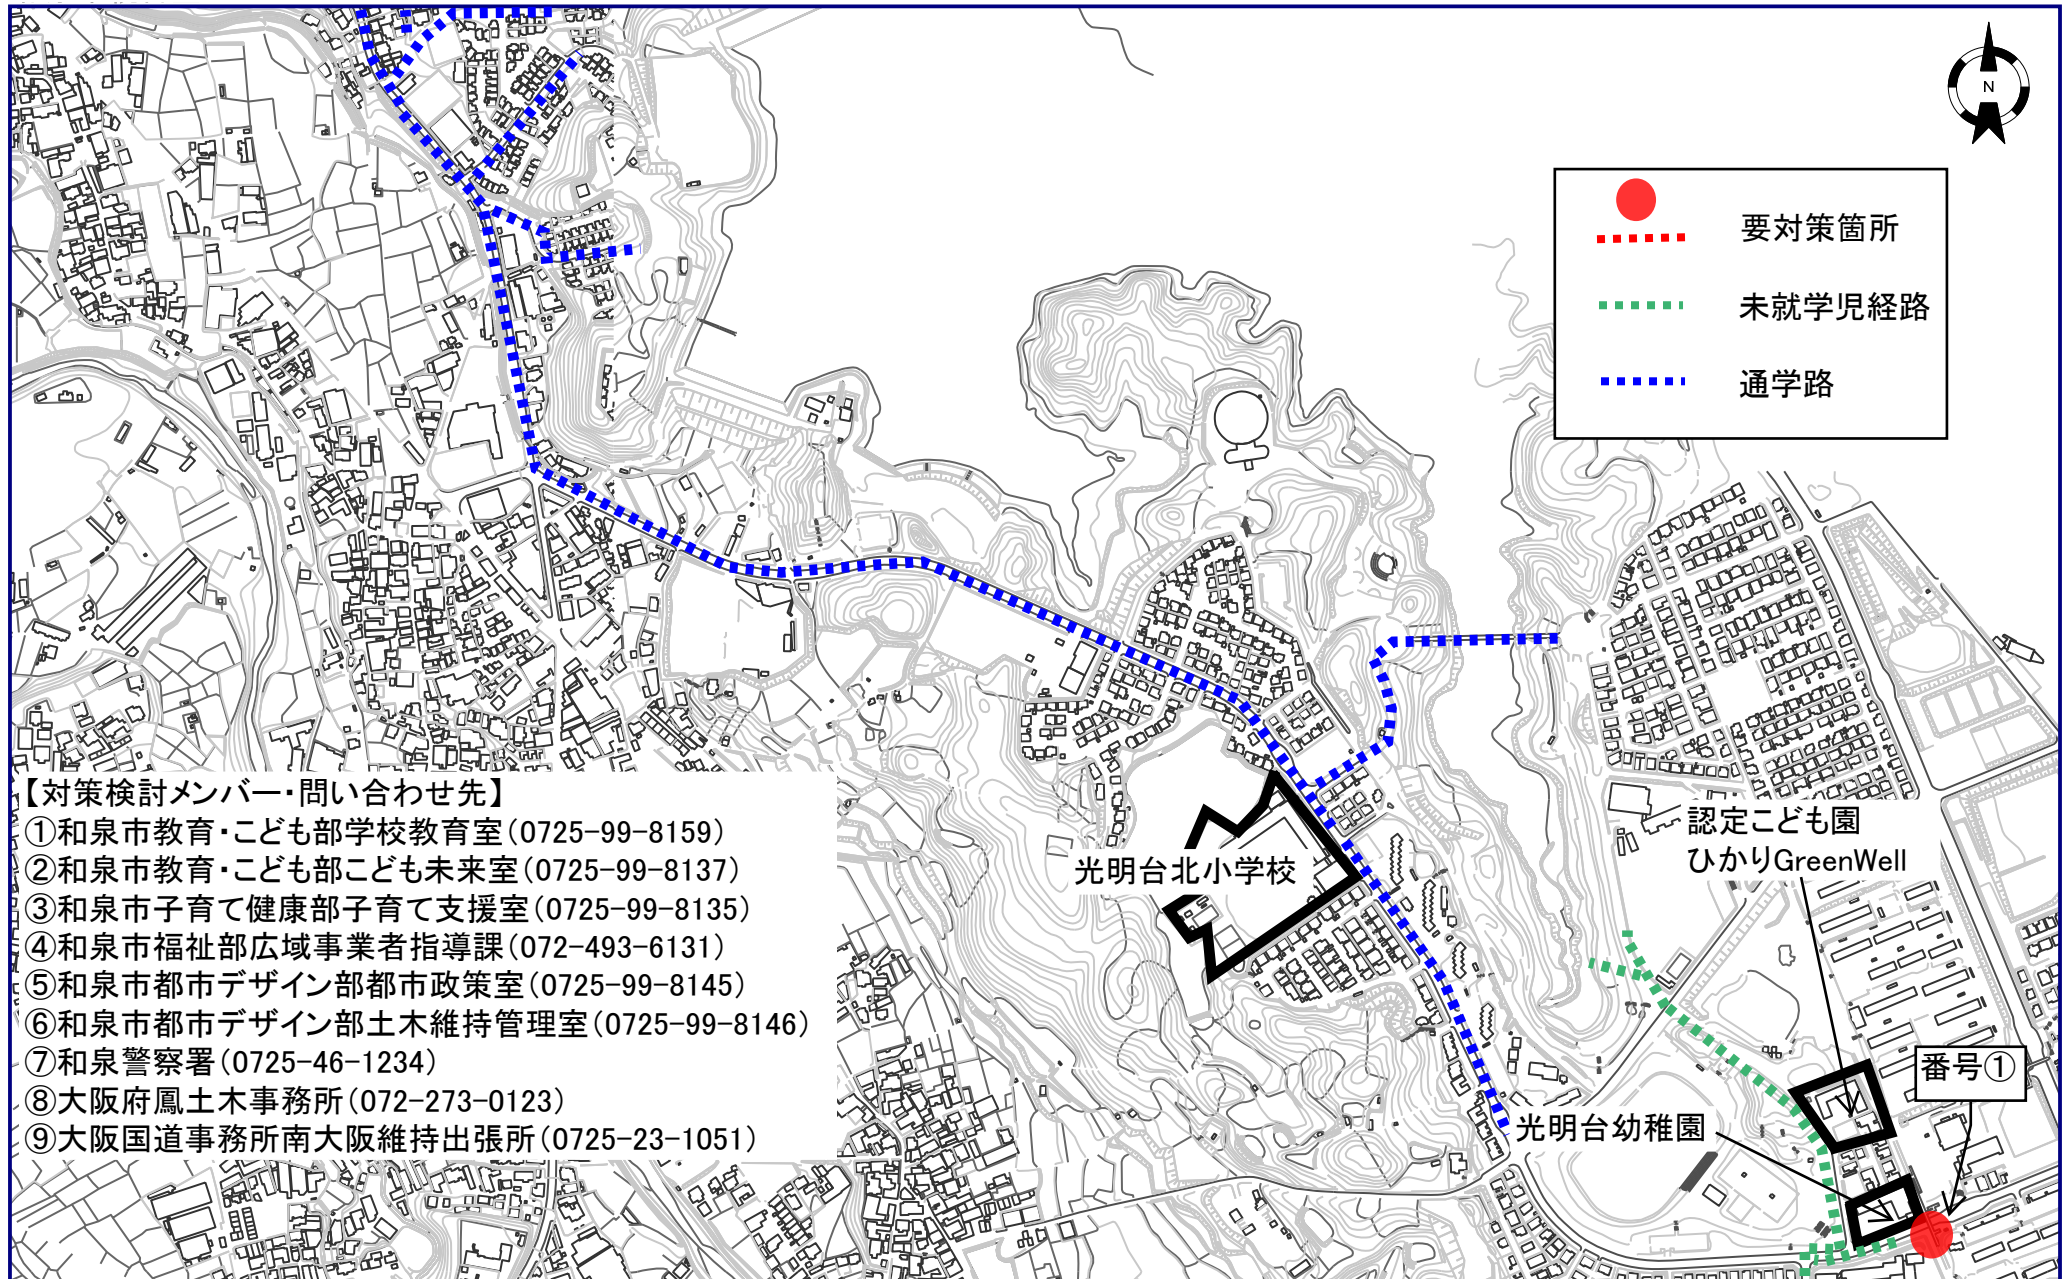 N
要対策箇所
未就学児経路
通学路
認定こども園
ひかりGreenWell
光明台北小学校
番号①
光明台幼稚園
【対策検討メンバー・問い合わせ先】
①和泉市教育・こども部学校教育室(0725-99-8159)
②和泉市教育・こども部こども未来室(0725-99-8137)
③和泉市子育て健康部子育て支援室(0725-99-8135)
④和泉市福祉部広域事業者指導課(072-493-6131)
⑤和泉市都市デザイン部都市政策室(0725-99-8145)
⑥和泉市都市デザイン部土木維持管理室(0725-99-8146)
⑦和泉警察署(0725-46-1234)
⑧大阪府鳳土木事務所(072-273-0123)
⑨大阪国道事務所南大阪維持出張所(0725-23-1051)